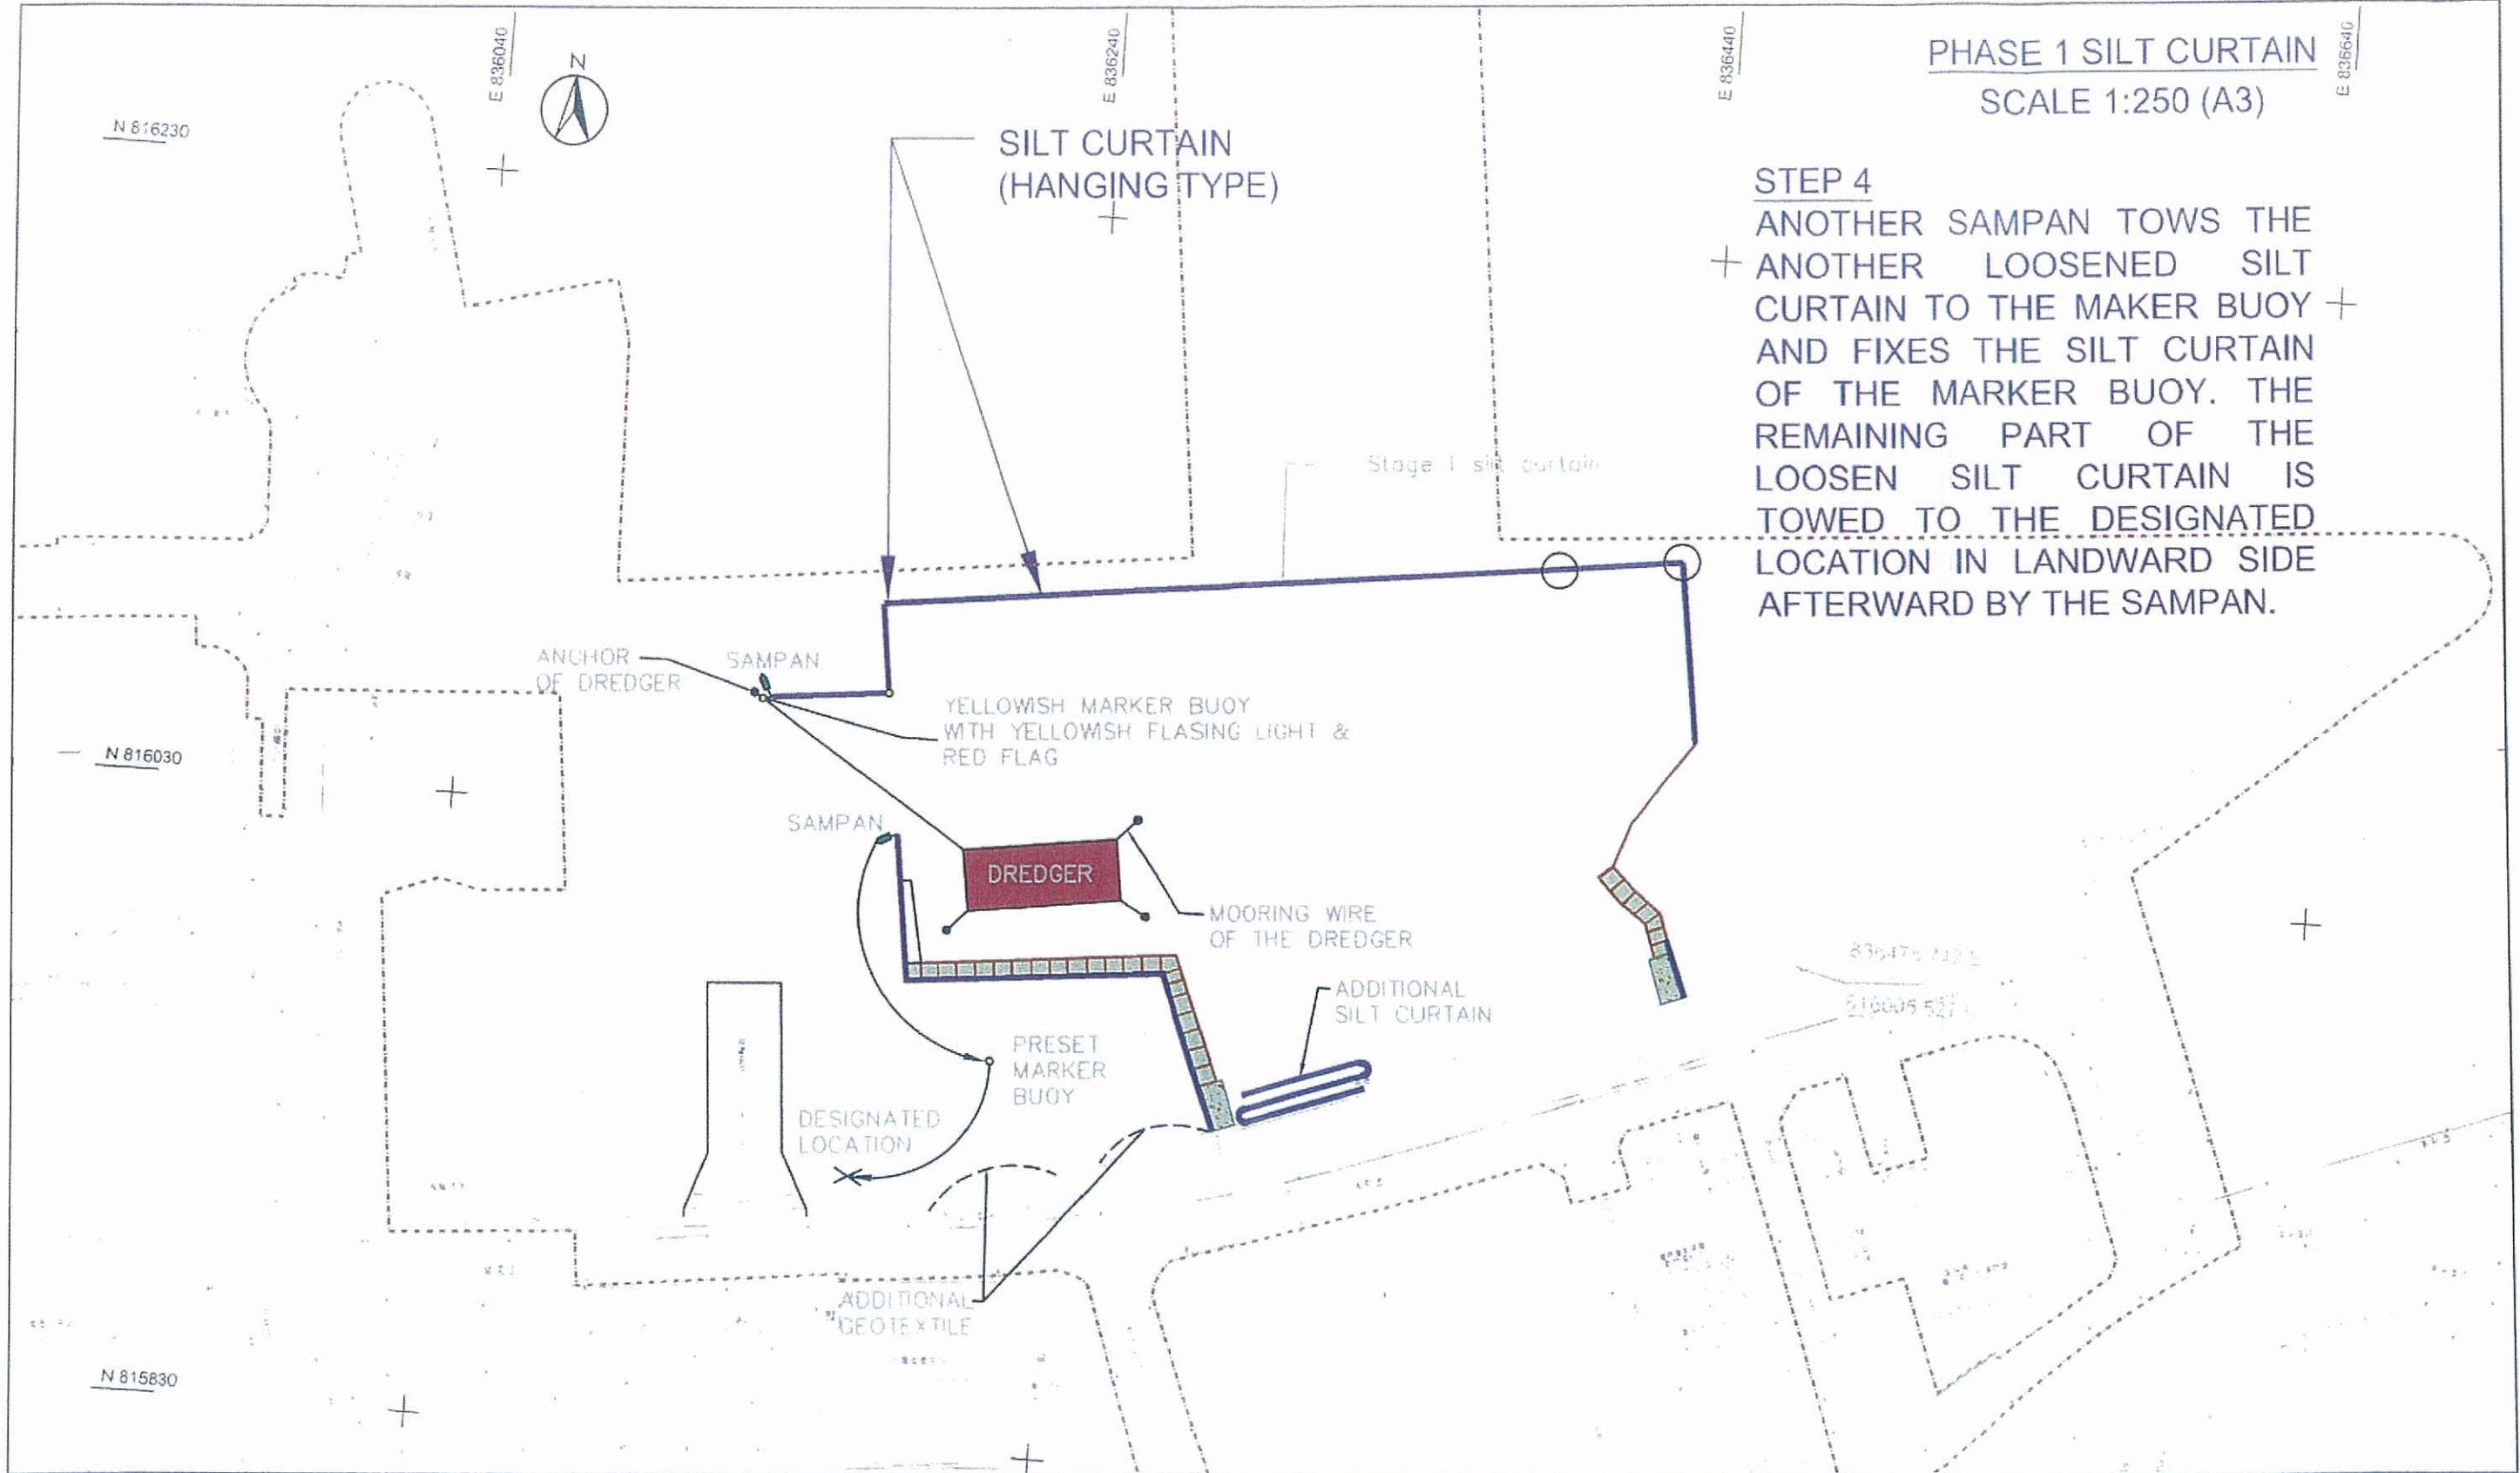 E 836040
E 836240
E 836440
E 836640
PHASE 1 SILT CURTAIN
SCALE 1:250 (A3)
N
N 816230
SILT CURTAIN
(HANGING TYPE)
STEP 4
ANOTHER SAMPAN TOWS THE
ANOTHER LOOSENED SILT
CURTAIN TO THE MAKER BUOY
AND FIXES THE SILT CURTAIN
OF THE MARKER BUOY. THE
REMAINING PART OF THE
LOOSEN SILT CURTAIN IS
TOWED TO THE DESIGNATED
LOCATION IN LANDWARD SIDE
AFTERWARD BY THE SAMPAN.
Stage 1 silt curtain
ANCHOR
OF DREDGER
SAMPAN
YELLOWISH MARKER BUOY
WITH YELLOWISH FLASING LIGHT &
RED FLAG
N 816030
SAMPAN
DREDGER
MOORING WIRE
OF THE DREDGER
ADDITIONAL
SILT CURTAIN
PRESET
MARKER
BUOY
DESIGNATED
LOCATION
ADDITIONAL
GEOTEXTILE
N 815830